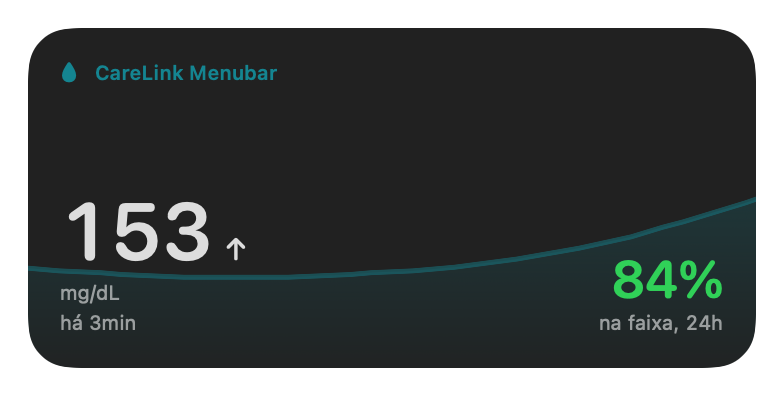 CareLink Menubar
153 ↑
mg/dL
há 3min
84%
na faixa, 24h